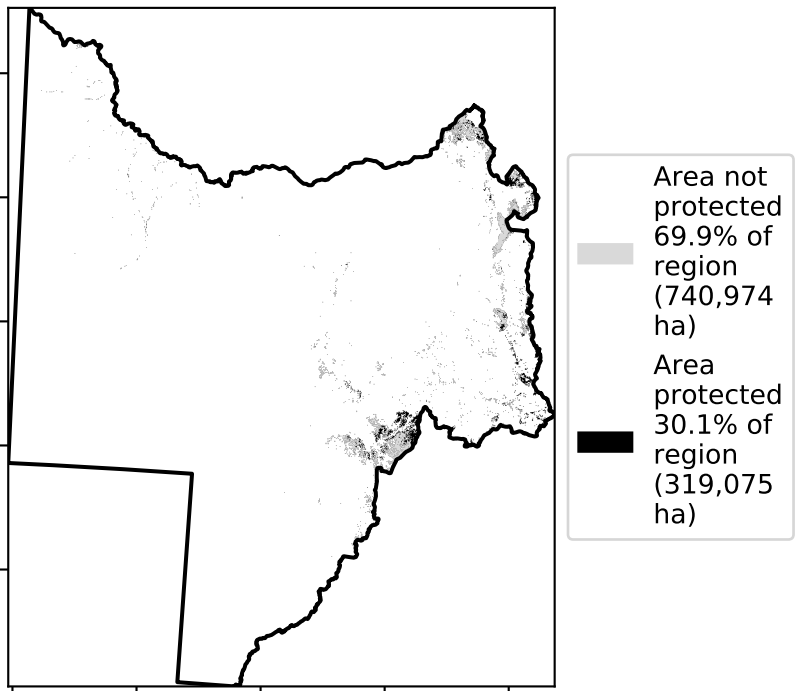 Area not
protected
69.9% of
region
(740,974
ha)
Area
protected
30.1% of
region
(319,075
ha)